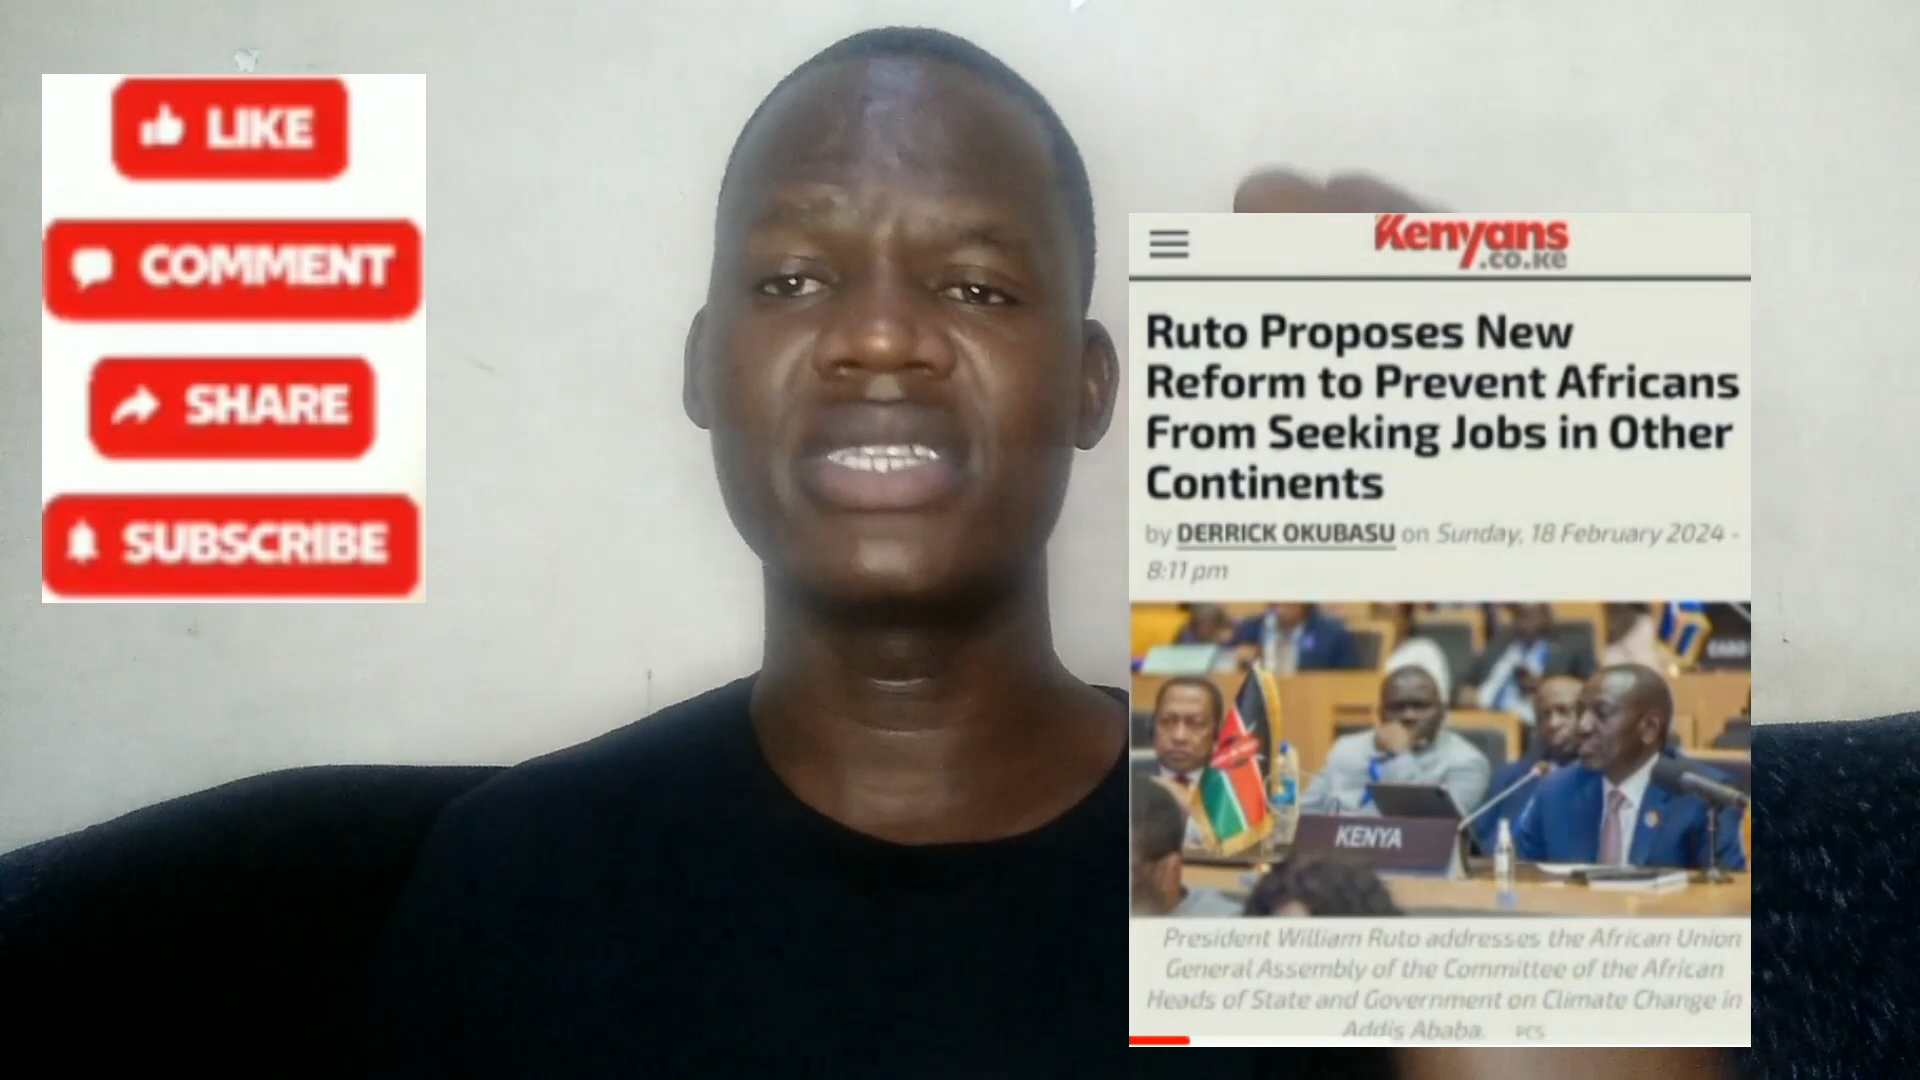 LIKE
COMMENT
SHARE
SUBSCRIBE
Kenyans
.co.ke
Ruto Proposes New
Reform to Prevent Africans
From Seeking Jobs in Other
Continents
by DERRICK OKUBASU on Sunday, 18 February 2024 -
8:11 pm
KENYA
President William Ruto addresses the African Union
General Assembly of the Committee of the African
Heads of State and Government on Climate Change in
Addis Ababa. PCS